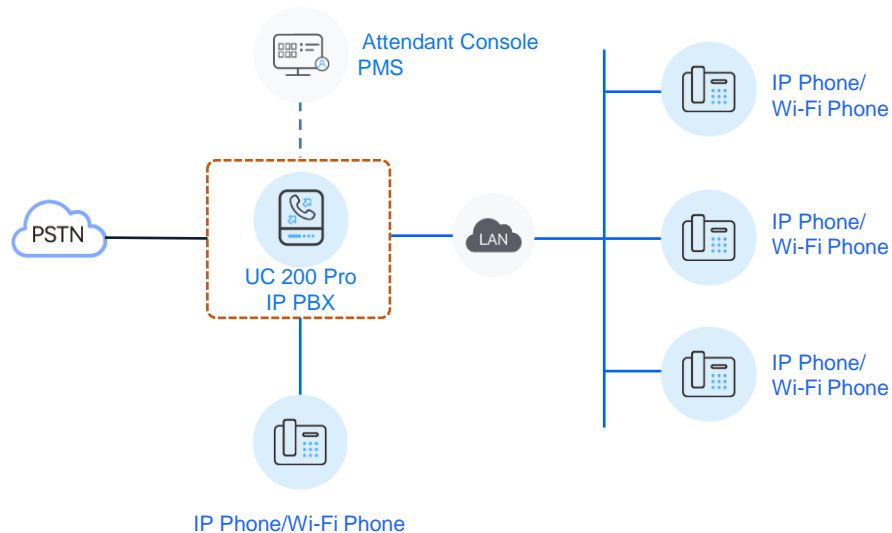 Attendant Console
PMS
IP Phone/
Wi-Fi Phone
PSTN
UC 200 Pro
IP PBX
LAN
IP Phone/
Wi-Fi Phone
IP Phone/
Wi-Fi Phone
IP Phone/Wi-Fi Phone